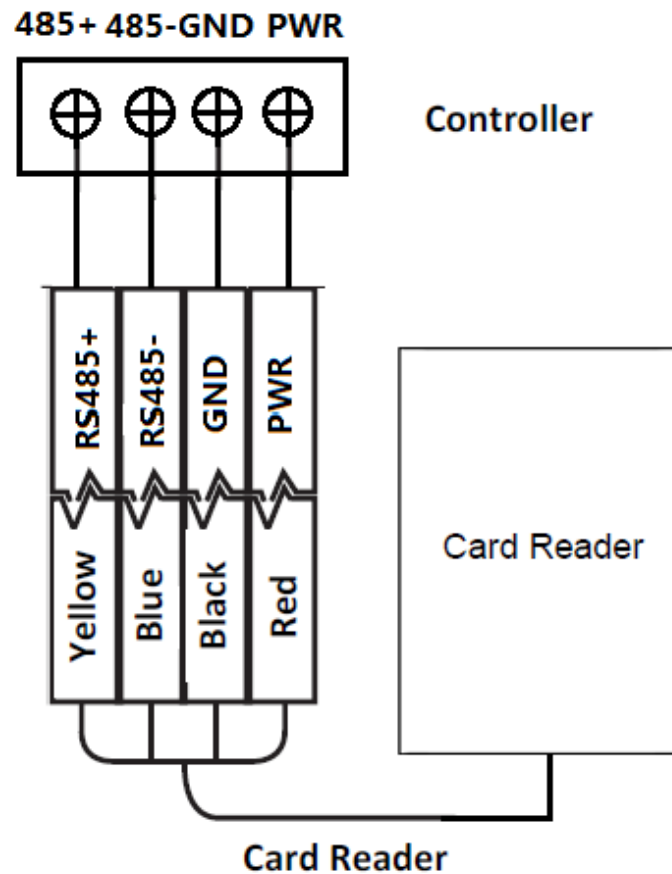 485+ 485-GND PWR
Controller
RS485+
RS485-
GND
PWR
Yellow
Blue
Black
Red
Card Reader
Card Reader